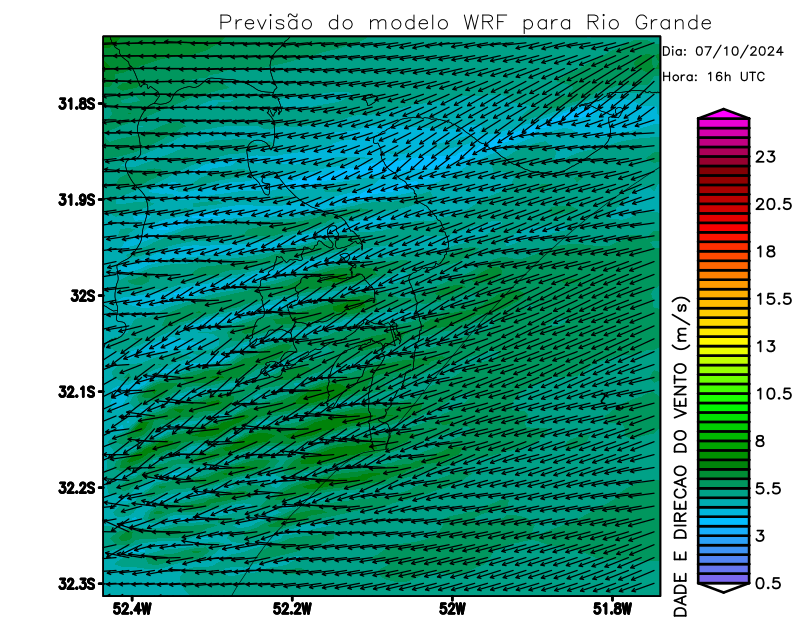 Previsão do modelo WRF para Rio Grande
Dia: 07/10/2024
Hora: 16h UTC
31.8S
31.9S
32S
32.1S
32.2S
32.3S
52.4W
52.2W
52W
51.8W
23
20.5
18
15.5
13
10.5
8
5.5
3
0.5
DADE E DIRECAO DO VENTO (m/s)